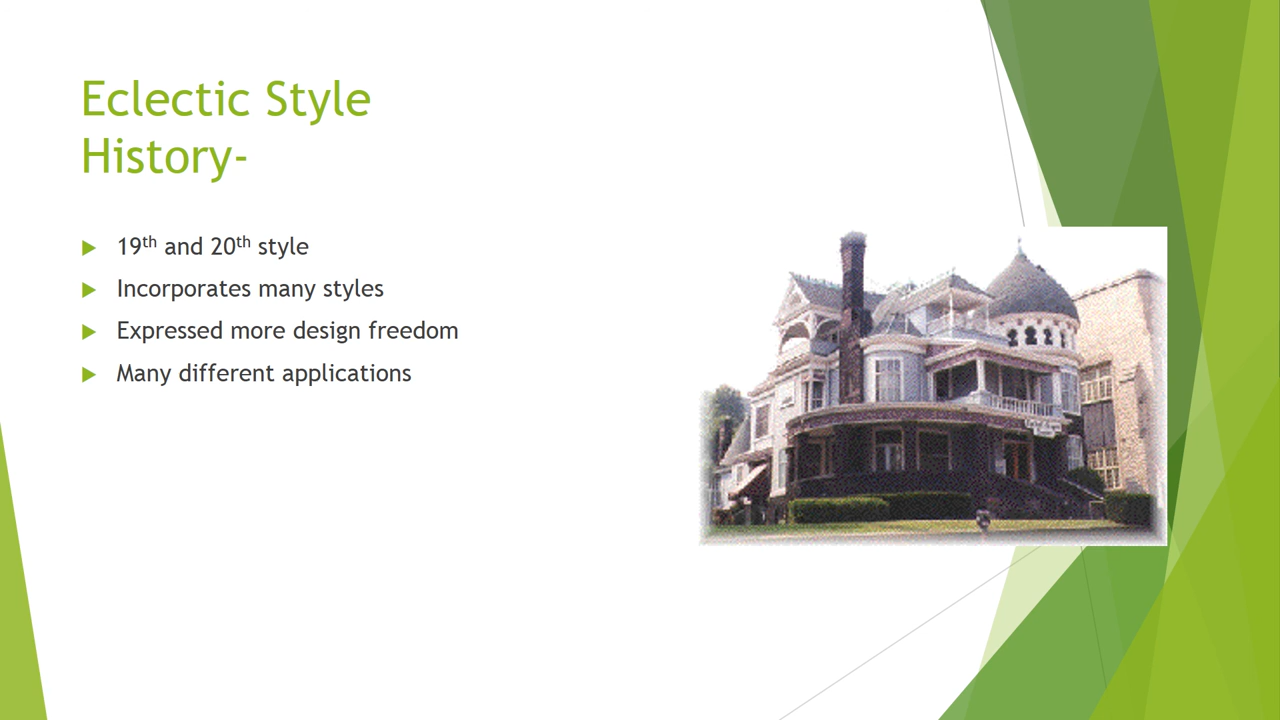 Eclectic Style
History-
19th and 20th style
Incorporates many styles
Expressed more design freedom
Many different applications